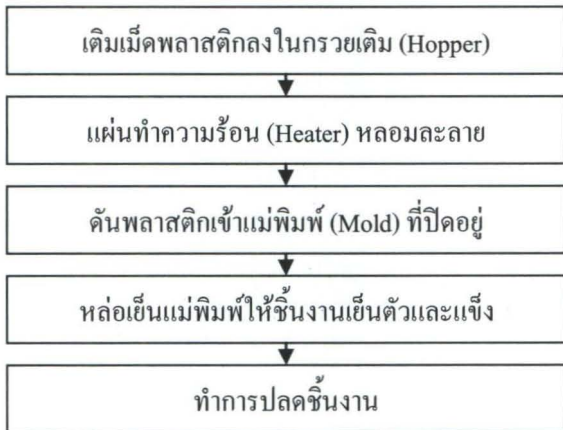 เติมเม็ดพลาสติกลงในกรวยเติม (Hopper)
แผ่นทำความร้อน (Heater) หลอมละลาย
ดันพลาสติกเข้าแม่พิมพ์ (Mold) ที่ปิดอยู่
หล่อเย็นแม่พิมพ์ให้ชิ้นงานเย็นตัวและแข็ง
ทำการปลดชิ้นงาน